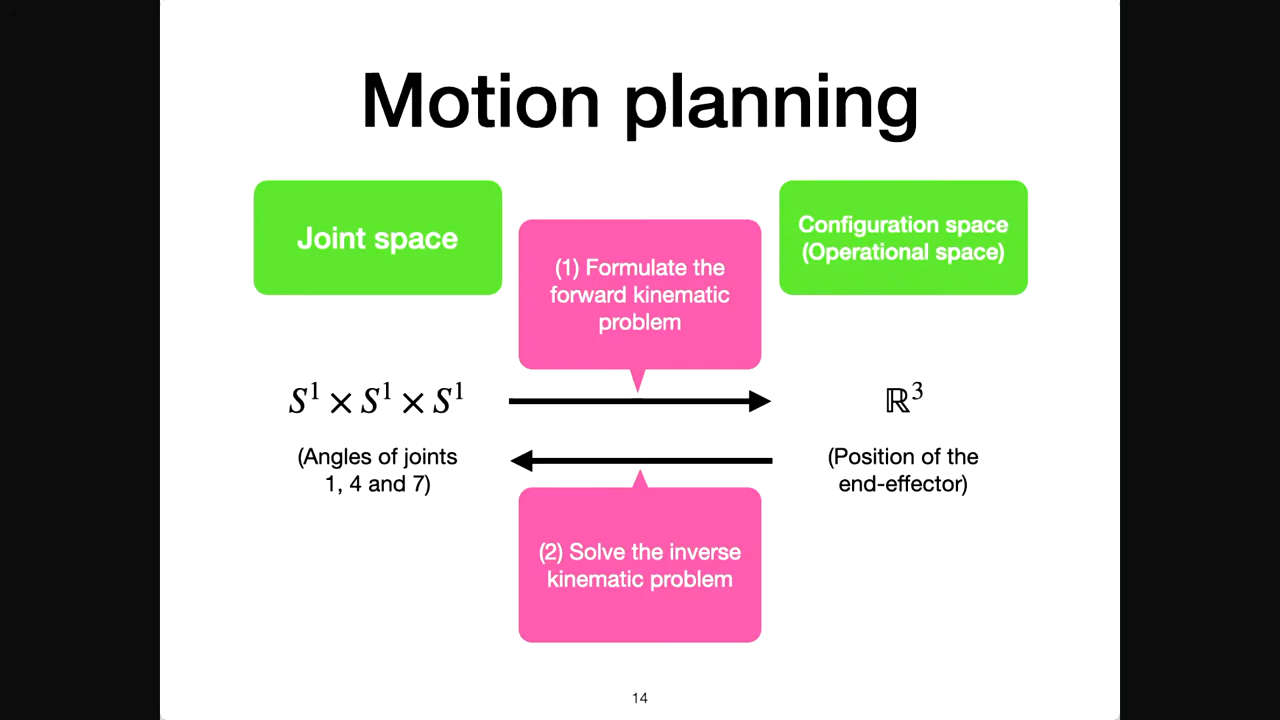 Motion planning
Joint space
Configuration space
(Operational space)
(1) Formulate the
forward kinematic
problem
S¹ × S¹ × S¹
ℝ³
(Angles of joints
1, 4 and 7)
(Position of the
end-effector)
(2) Solve the inverse
kinematic problem
14